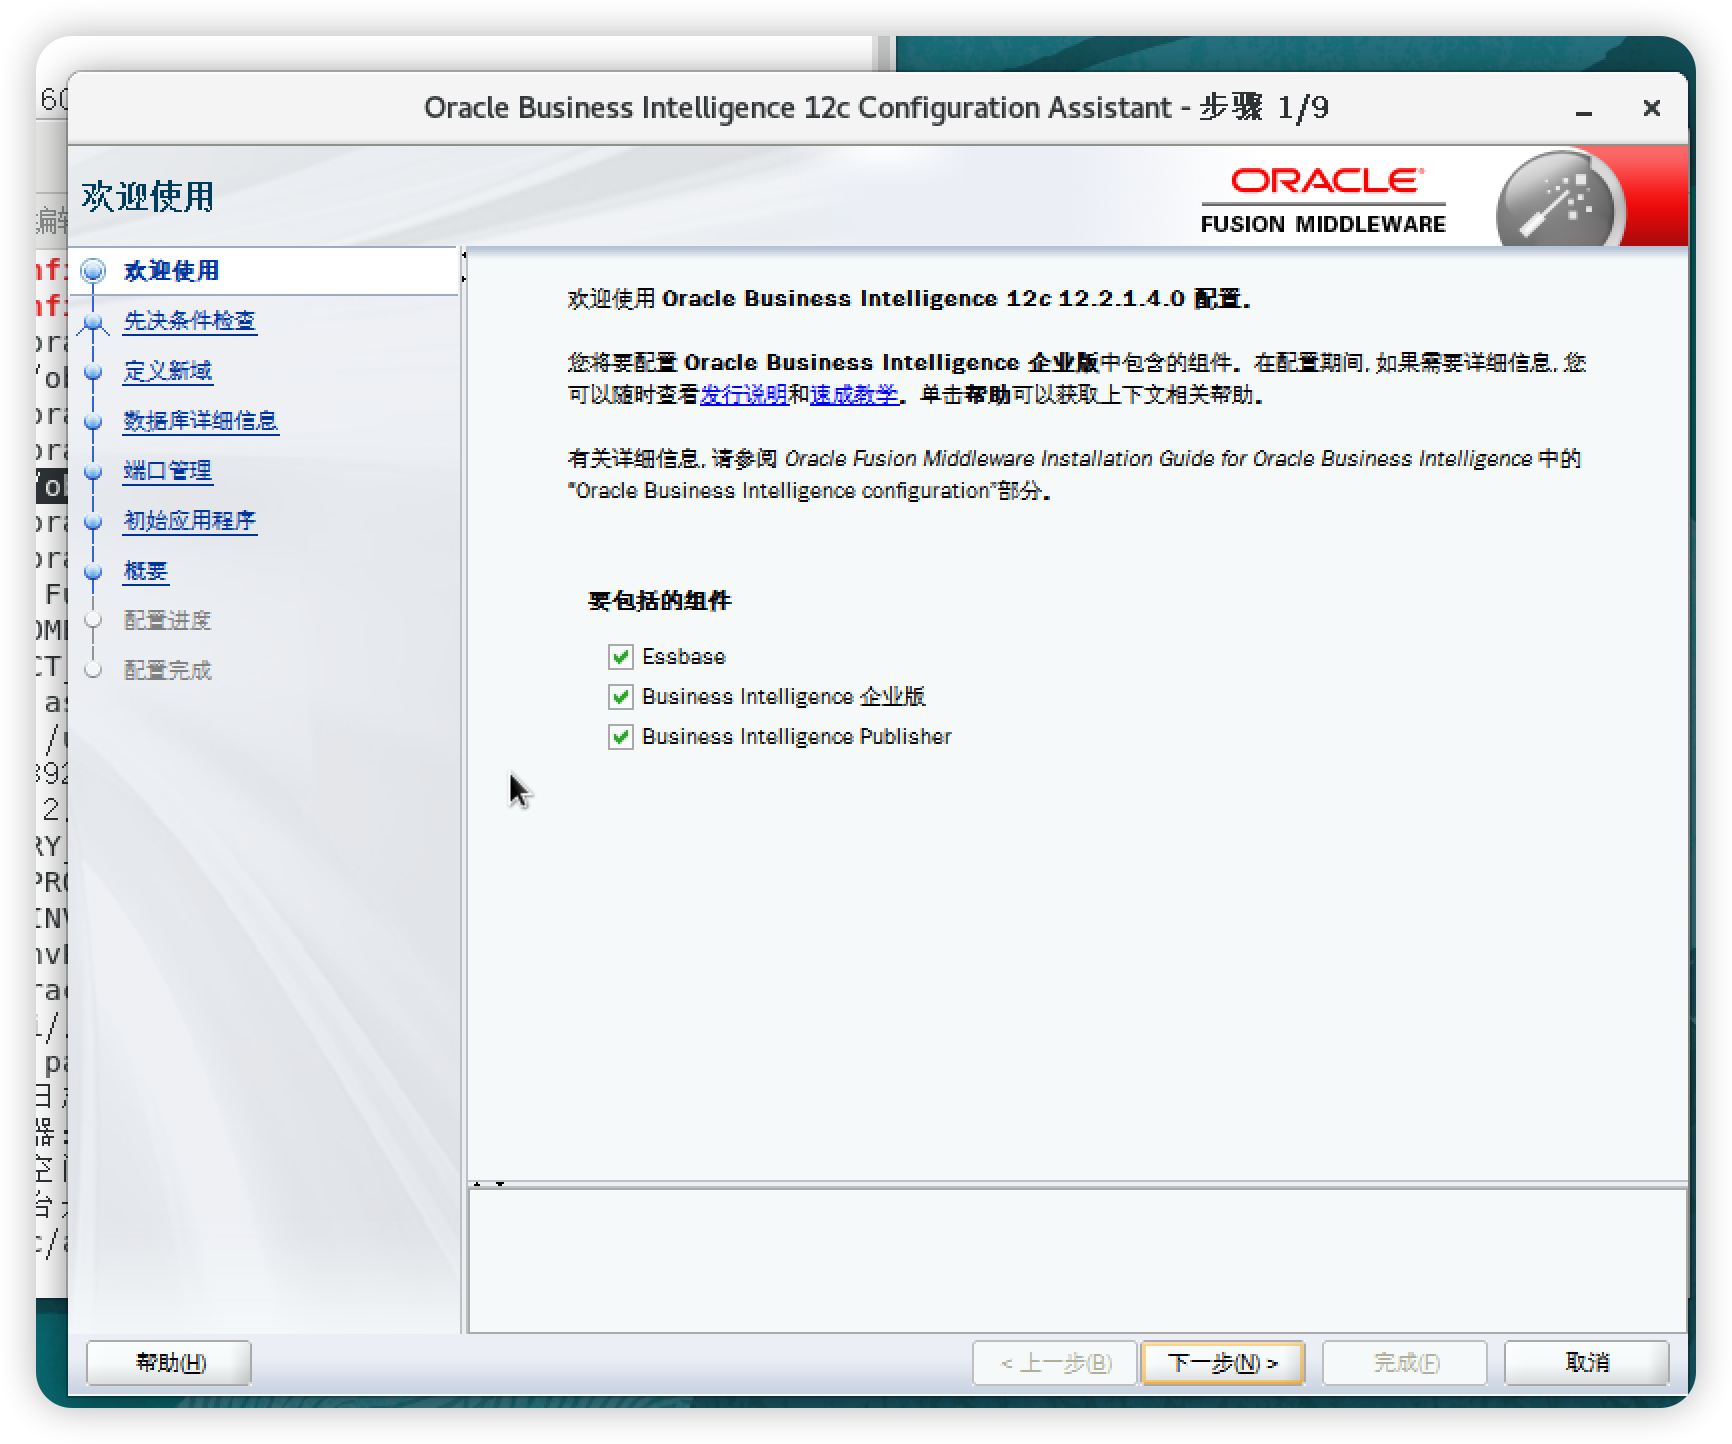 Oracle Business Intelligence 12c Configuration Assistant - 步骤 1/9
欢迎使用
ORACLE
FUSION MIDDLEWARE
欢迎使用
先决条件检查
定义新域
数据库详细信息
端口管理
初始应用程序
概要
配置进度
配置完成
欢迎使用 Oracle Business Intelligence 12c 12.2.1.4.0 配置。
您将要配置 Oracle Business Intelligence 企业版中包含的组件。在配置期间, 如果需要详细信息, 您
可以随时查看发行说明和速成教学。单击帮助可以获取上下文相关帮助。
有关详细信息, 请参阅 Oracle Fusion Middleware Installation Guide for Oracle Business Intelligence 中的
"Oracle Business Intelligence configuration"部分。
要包括的组件
Essbase
Business Intelligence 企业版
Business Intelligence Publisher
帮助(H)
< 上一步(B)
下一步(N) >
完成(F)
取消